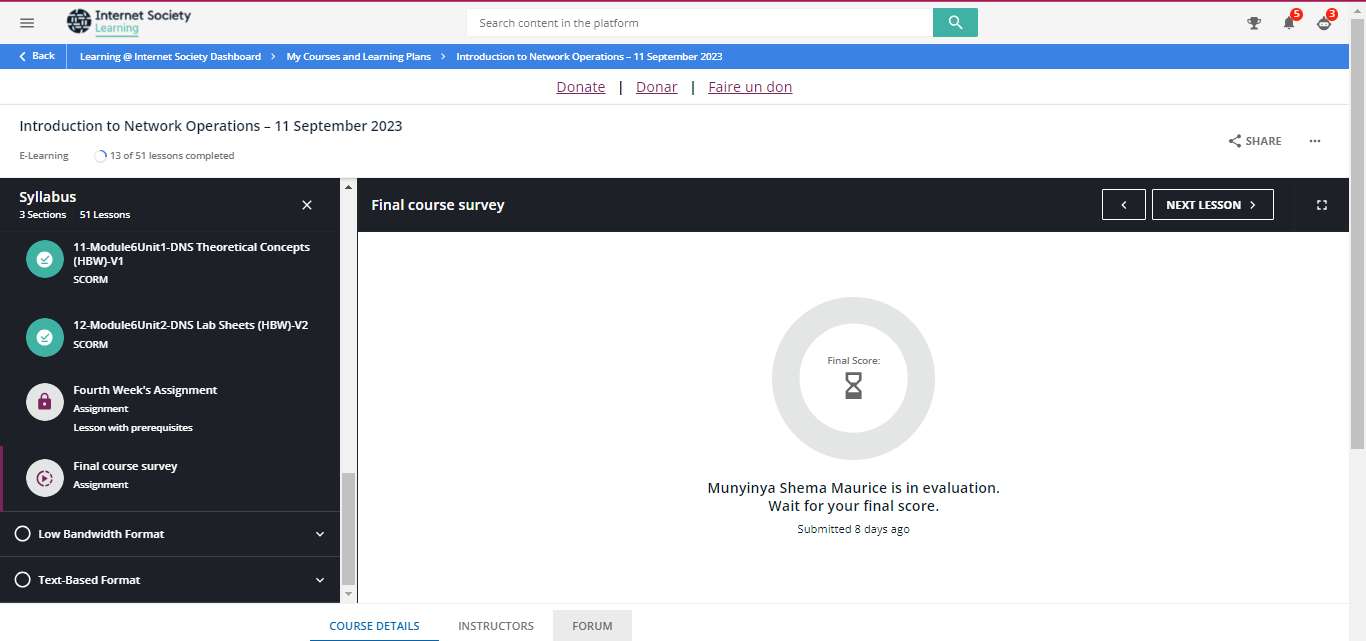 Internet Society
Learning
Search content in the platform
5
3
Back
Learning @ Internet Society Dashboard > My Courses and Learning Plans > Introduction to Network Operations – 11 September 2023
Donate | Donar | Faire un don
Introduction to Network Operations – 11 September 2023
E-Learning
13 of 51 lessons completed
SHARE
Syllabus
3 Sections 51 Lessons
11-Module6Unit1-DNS Theoretical Concepts
(HBW)-V1
SCORM
12-Module6Unit2-DNS Lab Sheets (HBW)-V2
SCORM
Fourth Week's Assignment
Assignment
Lesson with prerequisites
Final course survey
Assignment
Low Bandwidth Format
Text-Based Format
Final course survey
NEXT LESSON
Final Score:
Munyinya Shema Maurice is in evaluation.
Wait for your final score.
Submitted 8 days ago
COURSE DETAILS
INSTRUCTORS
FORUM